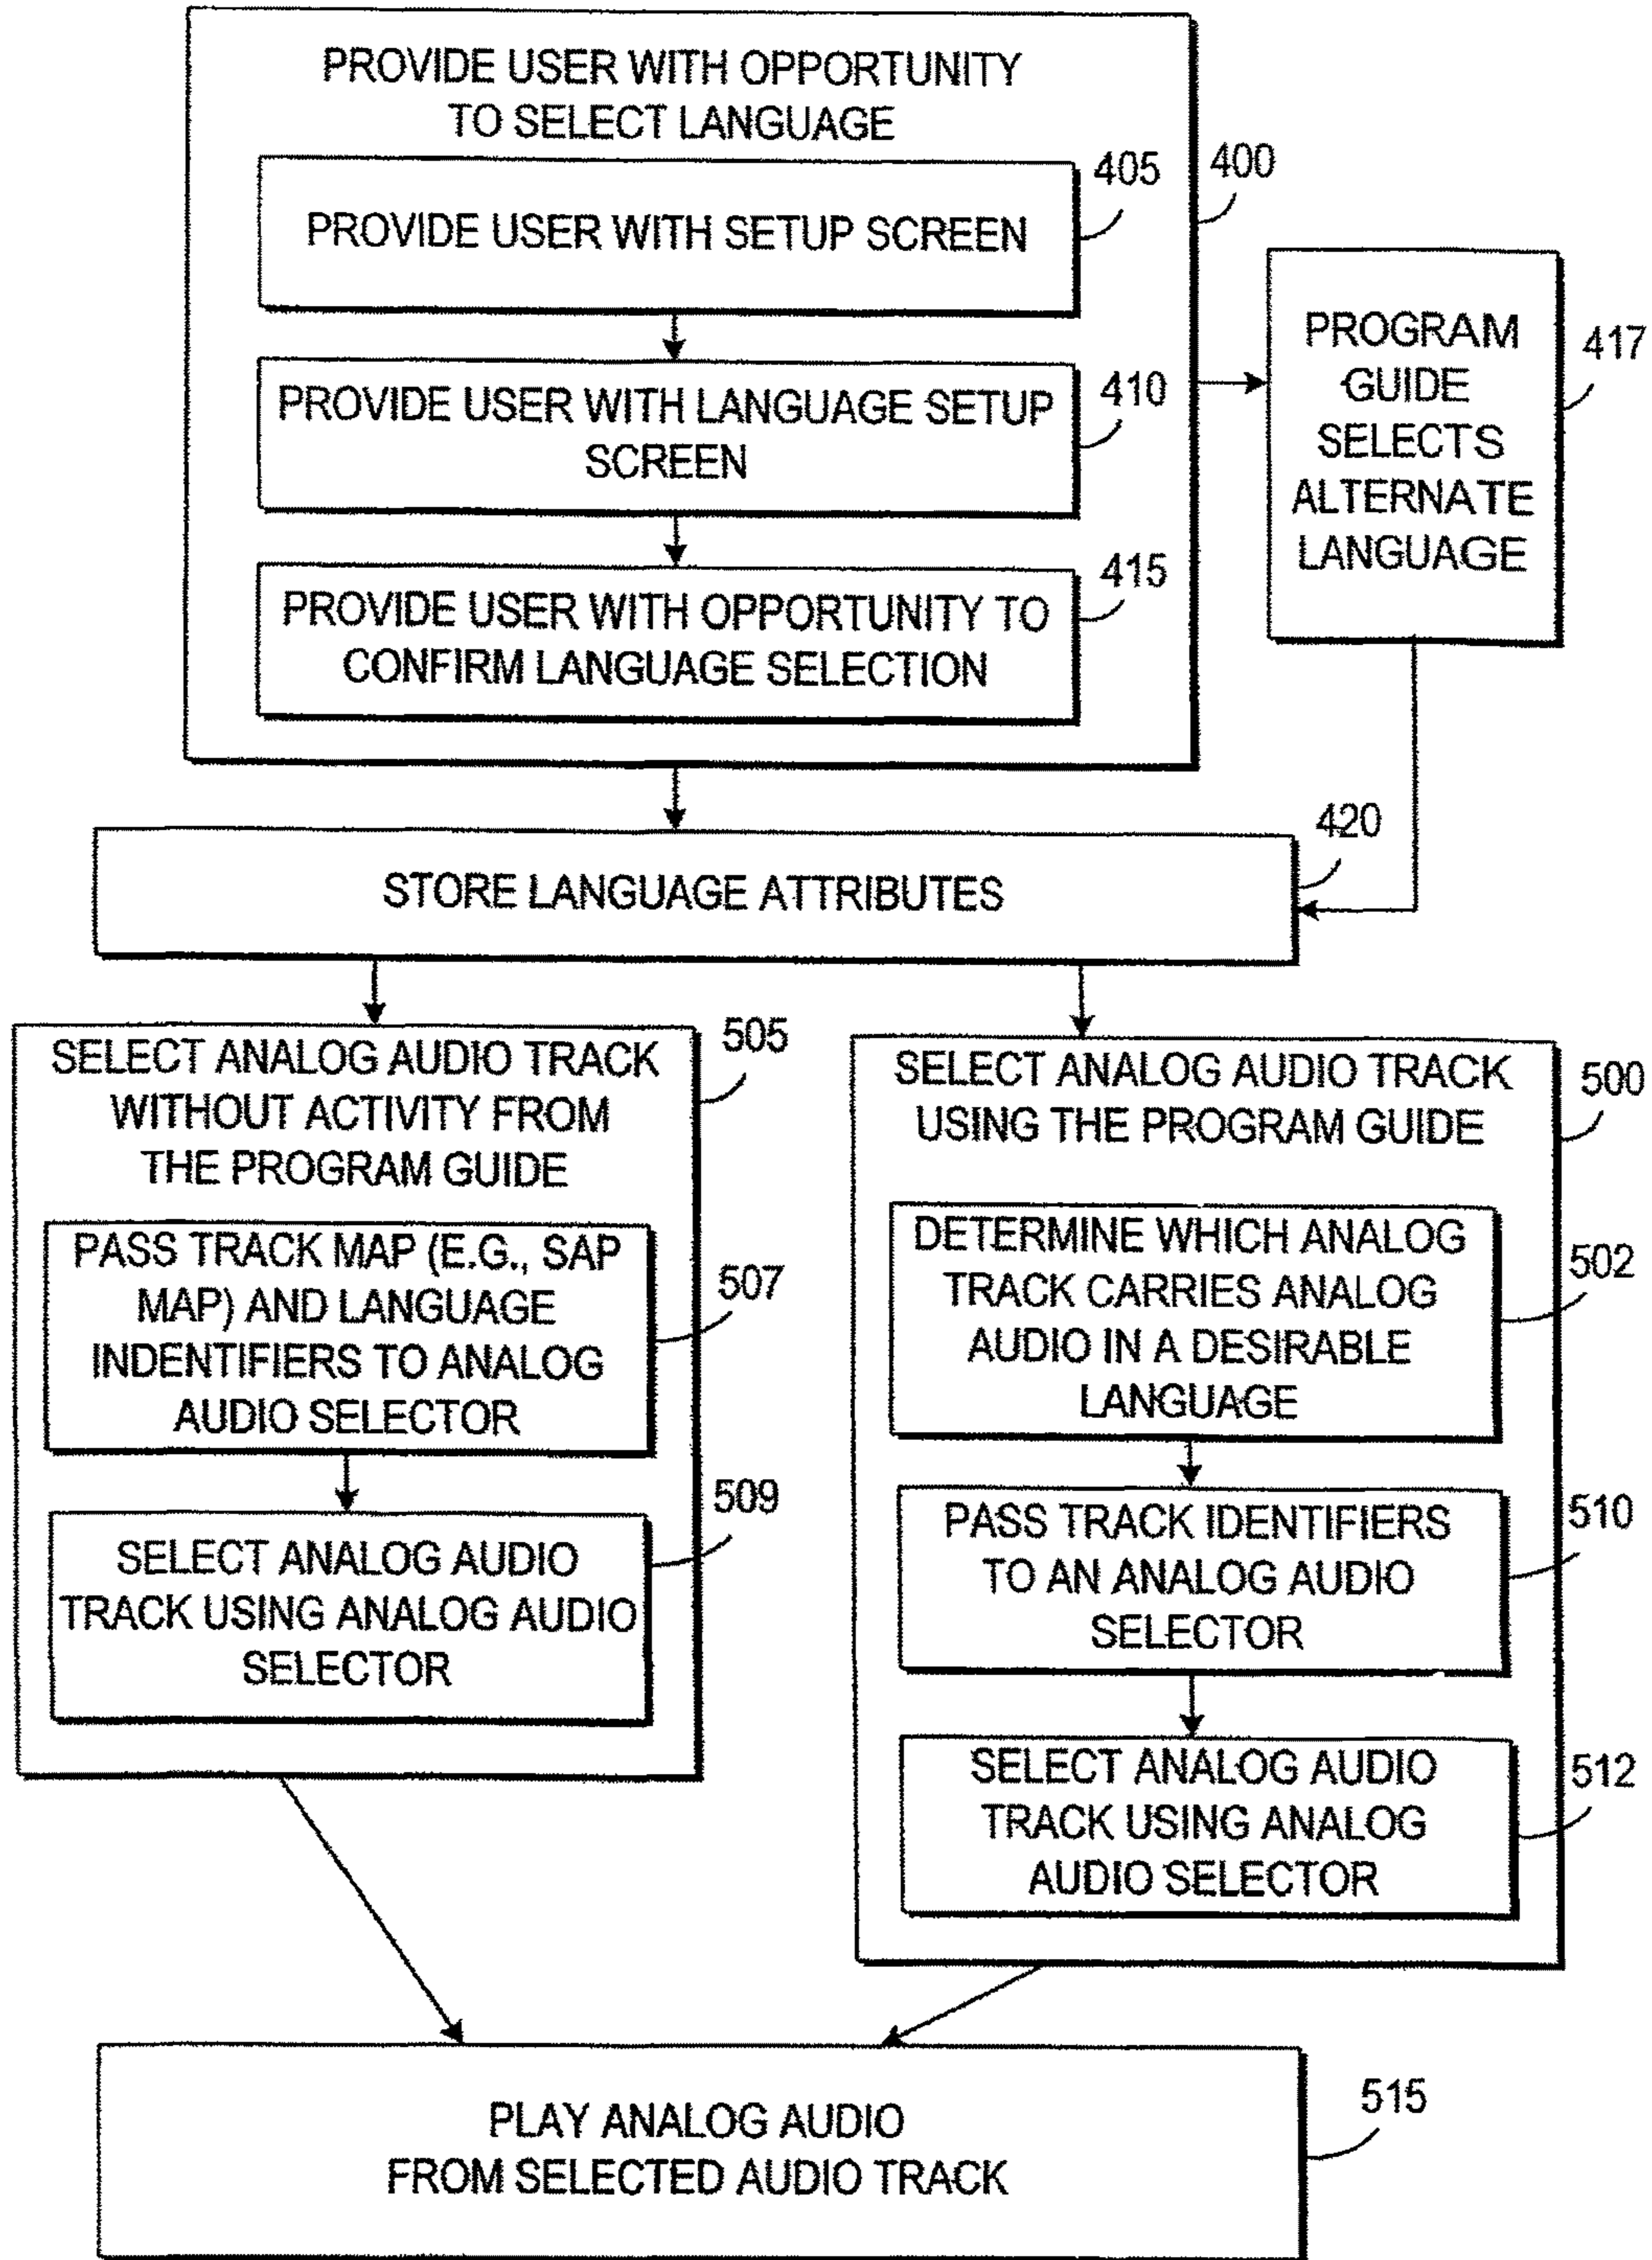 PROVIDE USER WITH OPPORTUNITY
TO SELECT LANGUAGE
400
405
PROVIDE USER WITH SETUP SCREEN
PROVIDE USER WITH LANGUAGE SETUP
SCREEN
410
415
PROVIDE USER WITH OPPORTUNITY TO
CONFIRM LANGUAGE SELECTION
PROGRAM
GUIDE
SELECTS
ALTERNATE
LANGUAGE
417
420
STORE LANGUAGE ATTRIBUTES
SELECT ANALOG AUDIO TRACK
WITHOUT ACTIVITY FROM
THE PROGRAM GUIDE
505
PASS TRACK MAP (E.G., SAP
MAP) AND LANGUAGE
INDENTIFIERS TO ANALOG
AUDIO SELECTOR
507
509
SELECT ANALOG AUDIO
TRACK USING ANALOG AUDIO
SELECTOR
SELECT ANALOG AUDIO TRACK
USING THE PROGRAM GUIDE
500
DETERMINE WHICH ANALOG
TRACK CARRIES ANALOG
AUDIO IN A DESIRABLE
LANGUAGE
502
PASS TRACK IDENTIFIERS
TO AN ANALOG AUDIO
SELECTOR
510
SELECT ANALOG AUDIO
TRACK USING ANALOG
AUDIO SELECTOR
512
PLAY ANALOG AUDIO
FROM SELECTED AUDIO TRACK
515